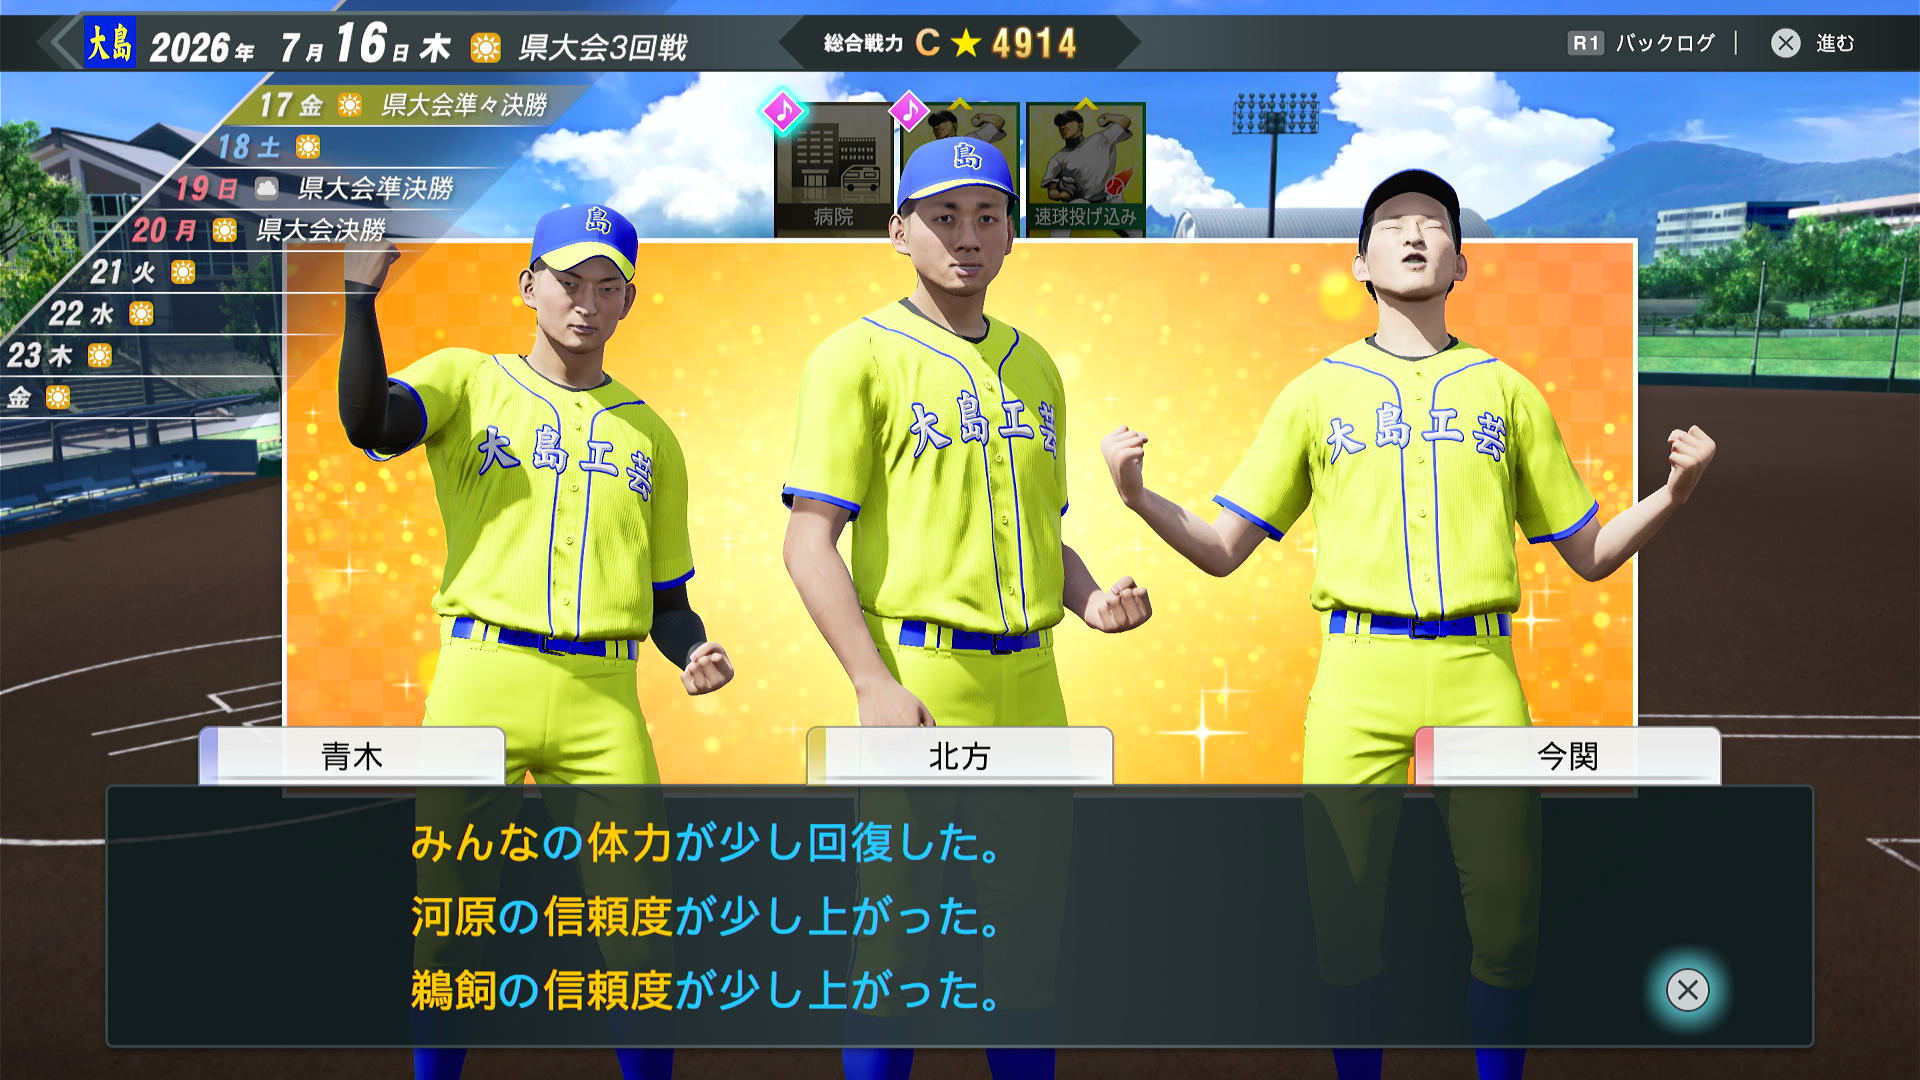 大島 2026年 7月16日 木 県大会3回戦
総合戦力 C ★ 4914
R1 バックログ | 進む
17 金 県大会準々決勝
18 土
19 日 県大会準決勝
20 月 県大会決勝
21 火
22 水
23 木
金
病院
速球投げ込み
島
島
大島工芸
大島工芸
大島工芸
青木
北方
今関
みんなの体力が少し回復した。
河原の信頼度が少し上がった。
鵜飼の信頼度が少し上がった。